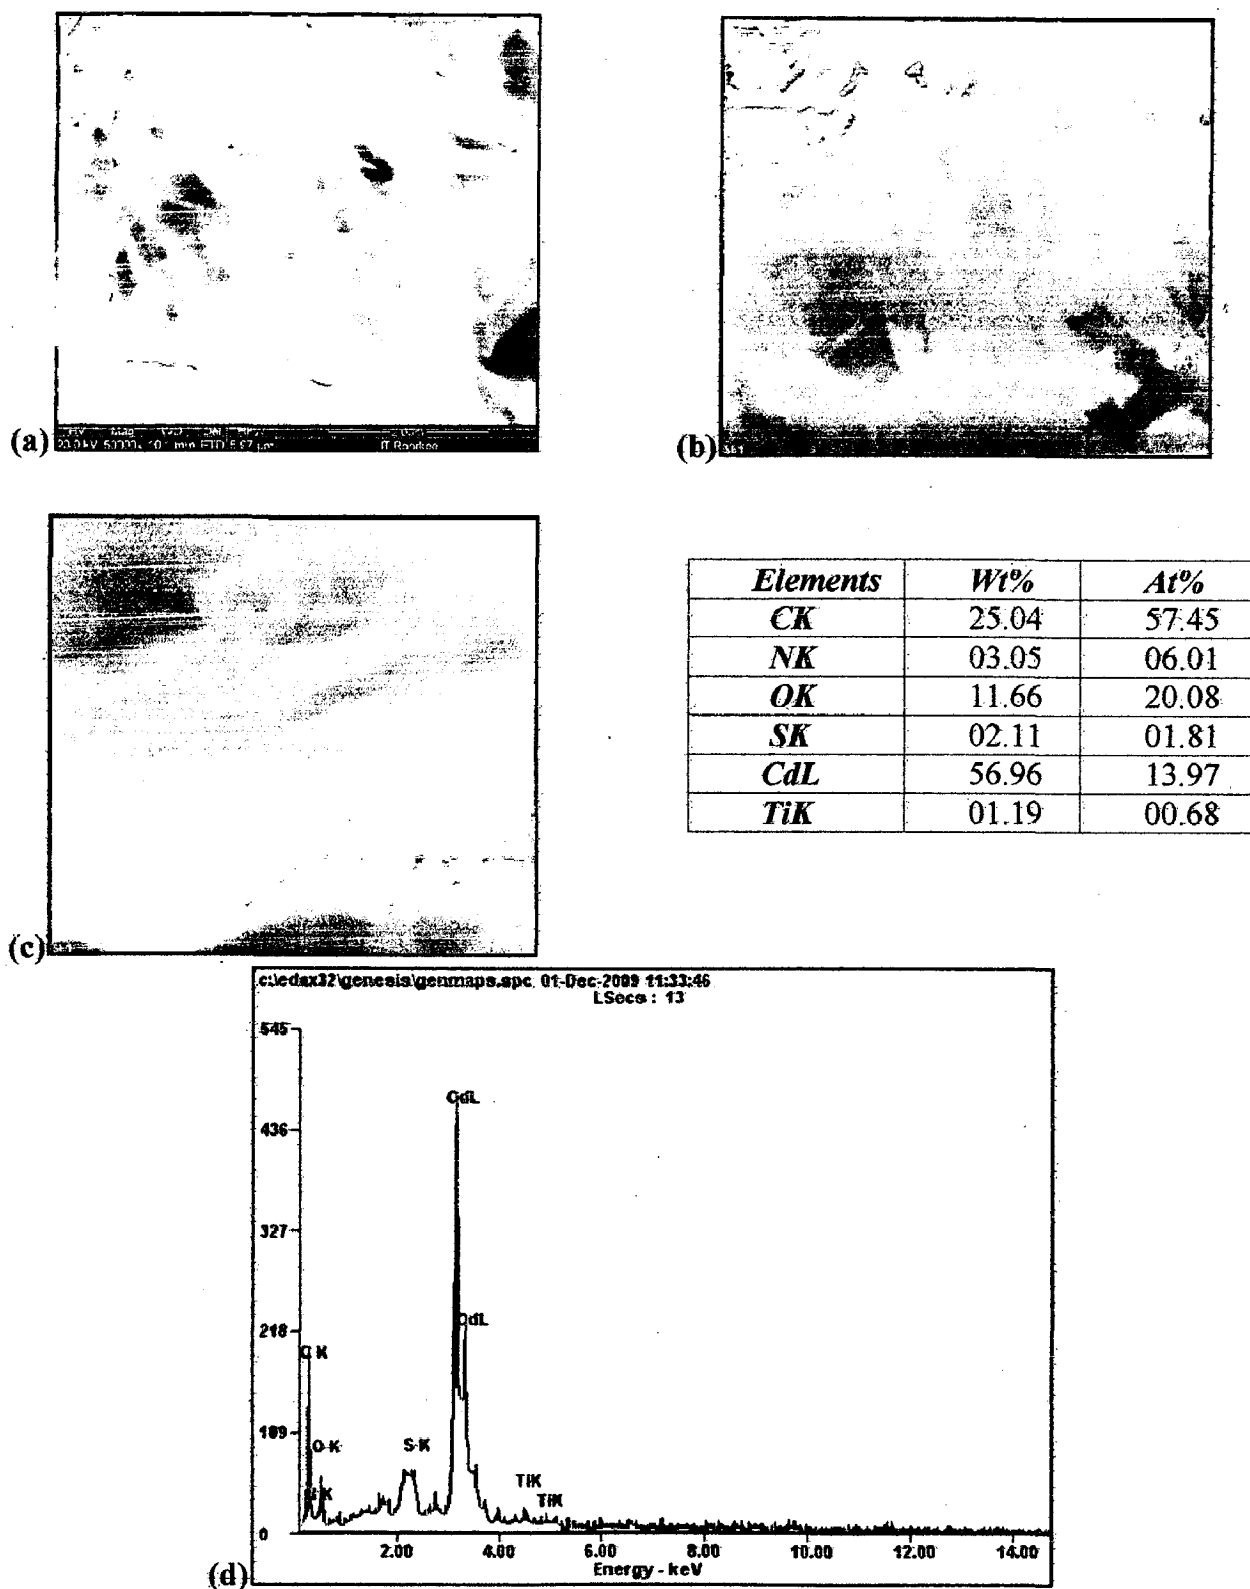 (a)
IIT Roorkee
(b)
(c)
Elements Wt% At%
CK 25.04 57.45
NK 03.05 06.01
OK 11.66 20.08
SK 02.11 01.81
CdL 56.96 13.97
TiK 01.19 00.68
c:\edax32\genesis\genmaps.spc 01-Dec-2009 11:33:46
LSecs : 13
545
436
327
218
109
0
CdL
CdL
C K
O K
S K
TiK
TiK
2.00 4.00 6.00 8.00 10.00 12.00 14.00
Energy - keV
(d)